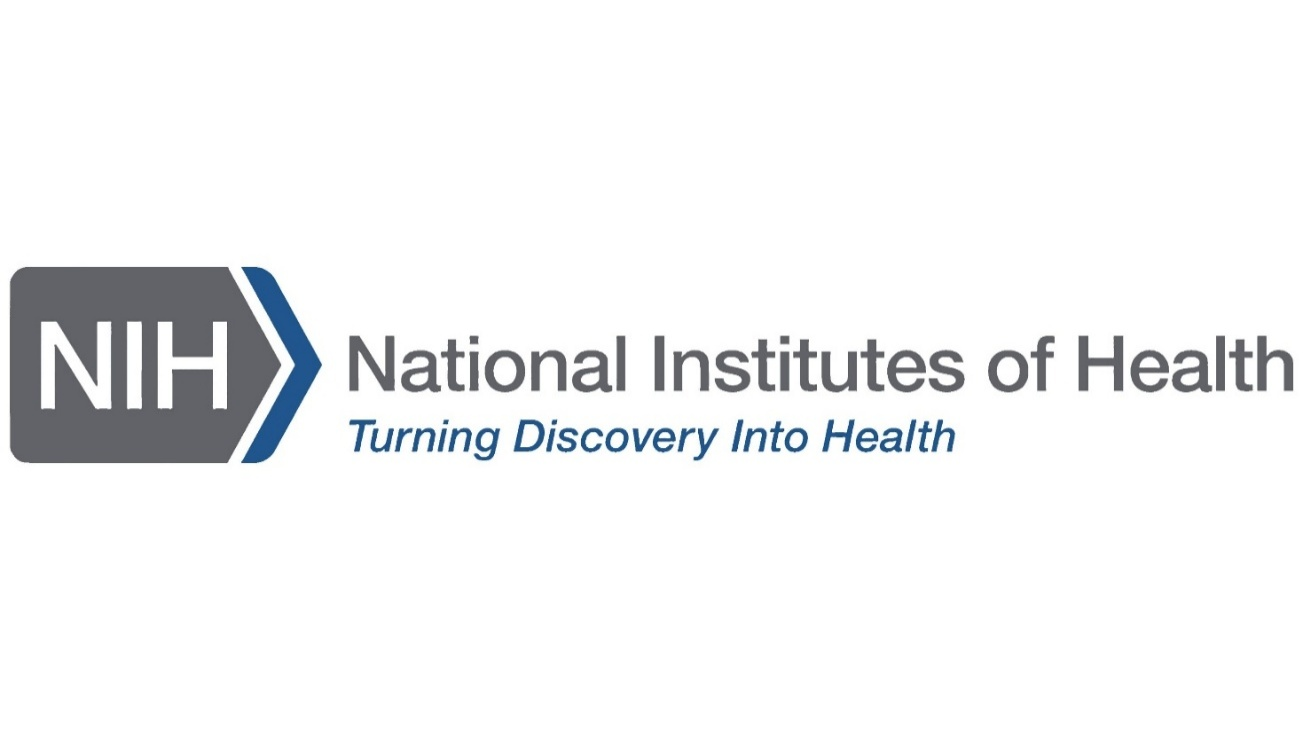 NIH
National Institutes of Health
Turning Discovery Into Health